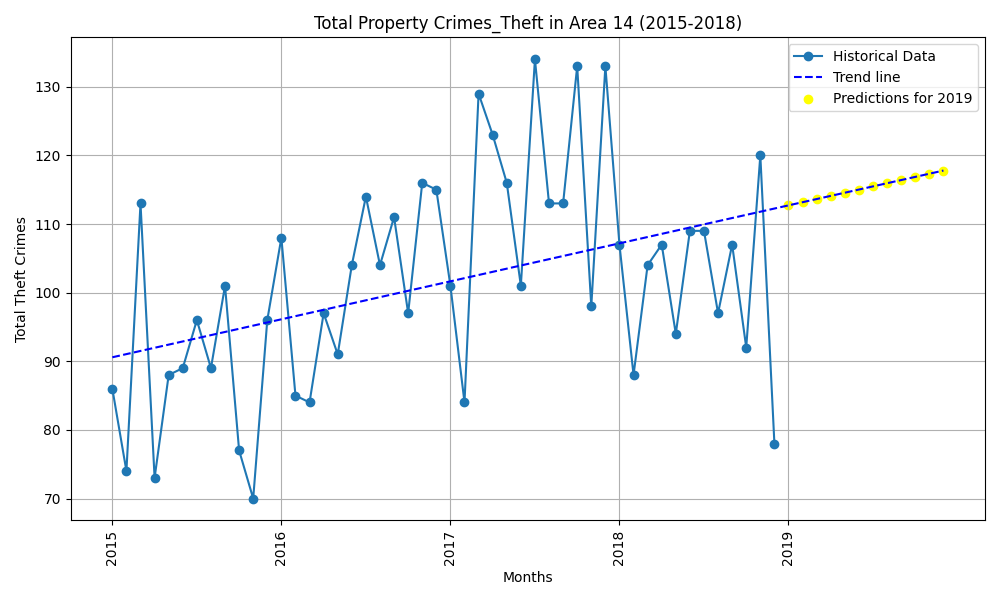 Total Property Crimes_Theft in Area 14 (2015-2018)
Historical Data
Trend line
Predictions for 2019
Total Theft Crimes
130
120
110
100
90
80
70
2015
2016
2017
2018
2019
Months